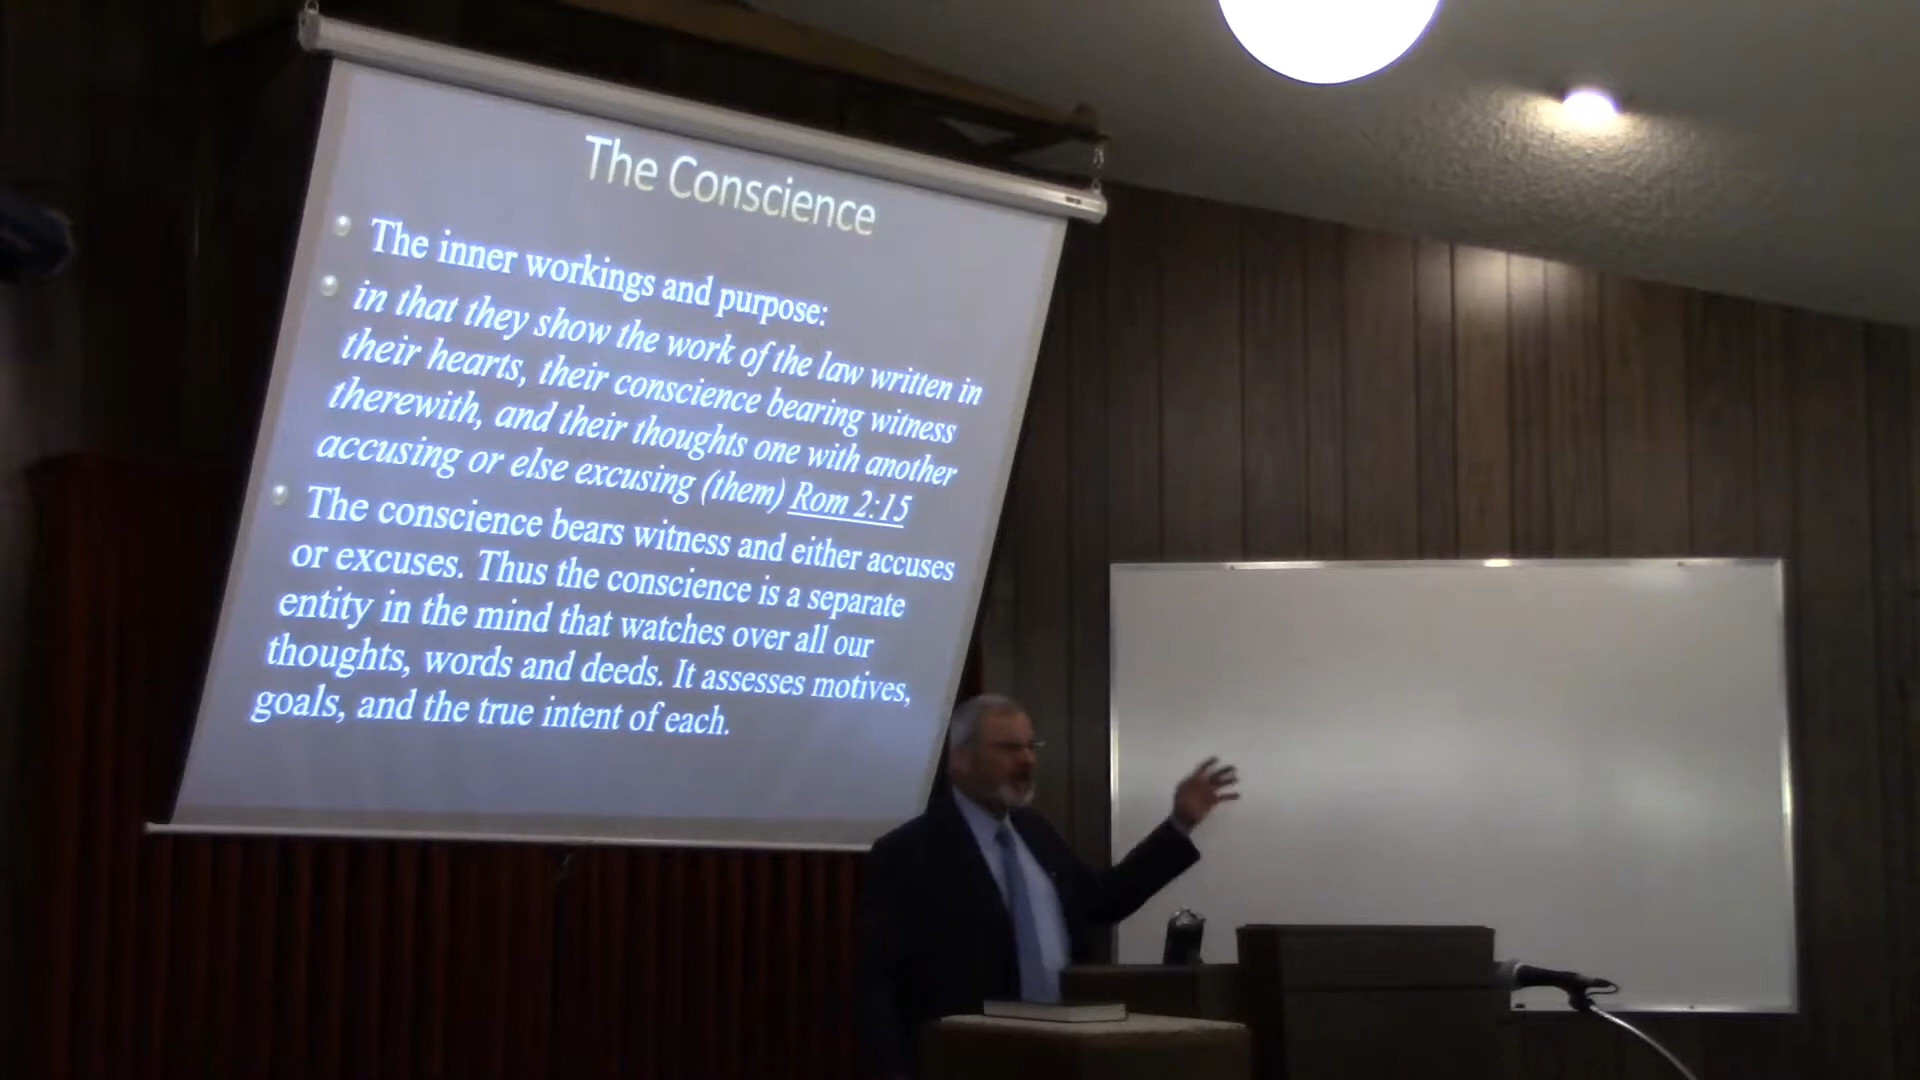 The Conscience
The inner workings and purpose:
in that they show the work of the law written in
their hearts, their conscience bearing witness
therewith, and their thoughts one with another
accusing or else excusing (them) Rom 2:15
The conscience bears witness and either accuses
or excuses. Thus the conscience is a separate
entity in the mind that watches over all our
thoughts, words and deeds. It assesses motives,
goals, and the true intent of each.